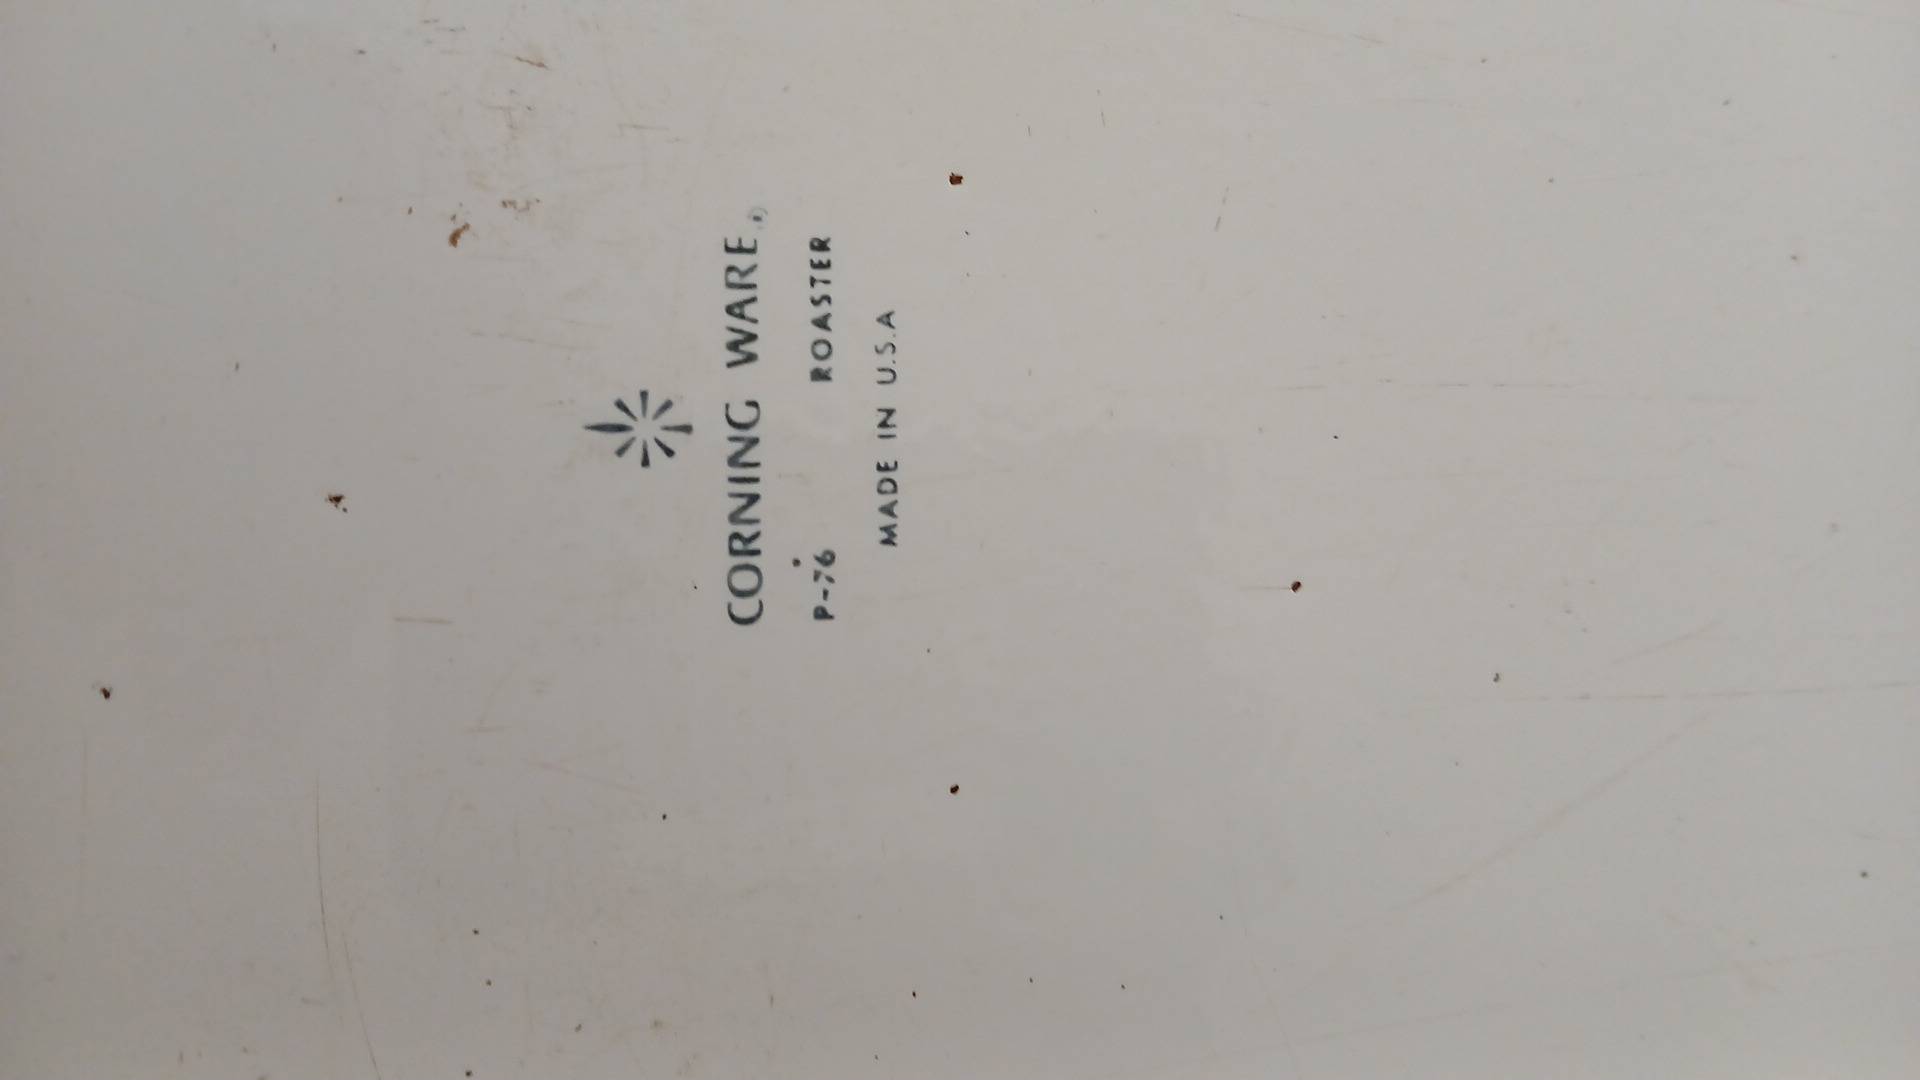 CORNING WARE®
P-76 ROASTER
MADE IN U.S.A